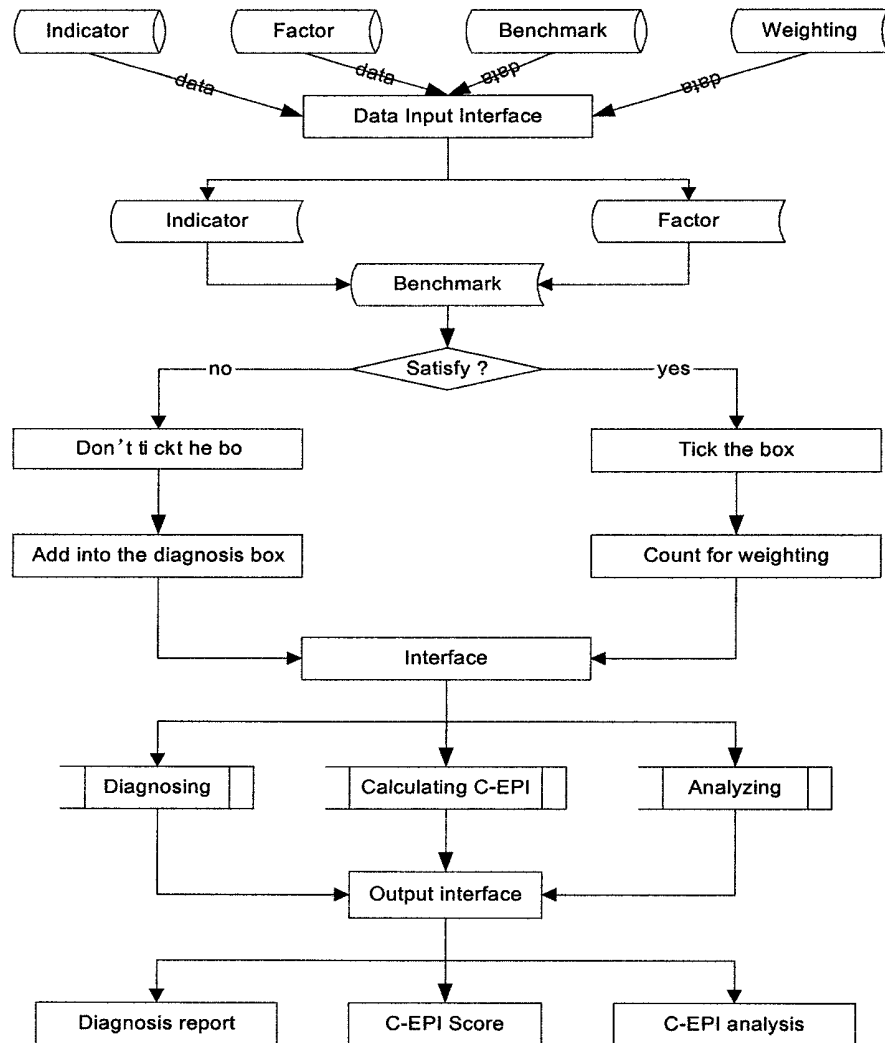 Indicator
Factor
Benchmark
Weighting
data
data
data
data
Data Input Interface
Indicator
Factor
Benchmark
Satisfy ?
no
yes
Don't ti ckt he bo
Tick the box
Add into the diagnosis box
Count for weighting
Interface
Diagnosing
Calculating C-EPI
Analyzing
Output interface
Diagnosis report
C-EPI Score
C-EPI analysis